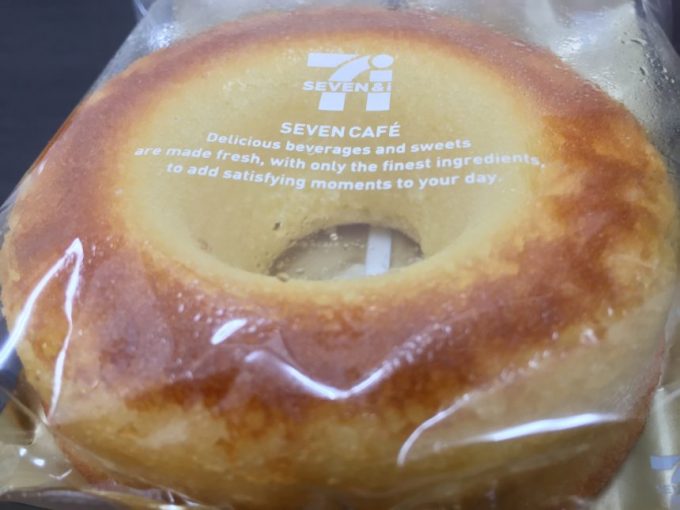 7i
SEVEN&i
SEVEN CAFÉ
Delicious beverages and sweets
are made fresh, with only the finest ingredients,
to add satisfying moments to your day.